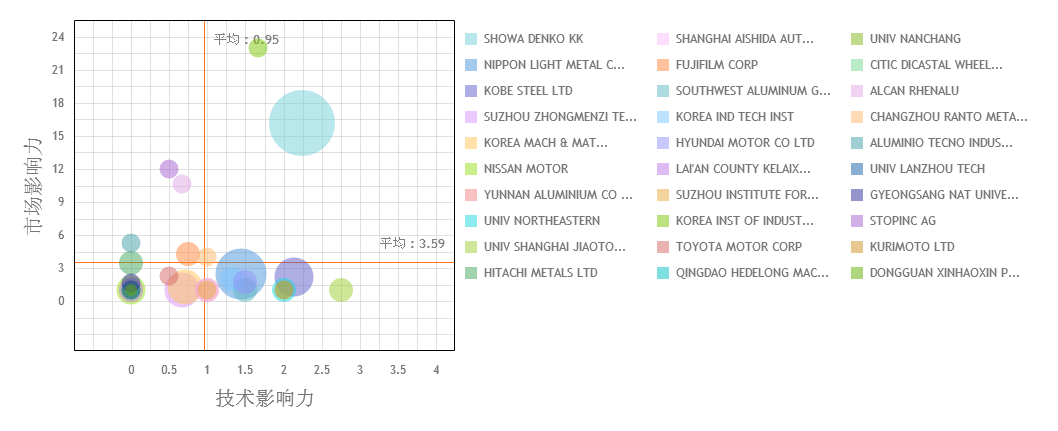 平均：0.95
平均：3.59
24
21
18
15
12
9
6
3
0
市场影响力
0 0.5 1 1.5 2 2.5 3 3.5 4
技术影响力
SHOWA DENKO KK
NIPPON LIGHT METAL C...
KOBE STEEL LTD
SUZHOU ZHONGMENZI TE...
KOREA MACH & MAT...
NISSAN MOTOR
YUNNAN ALUMINIUM CO ...
UNIV NORTHEASTERN
UNIV SHANGHAI JIAOTO...
HITACHI METALS LTD
SHANGHAI AISHIDA AUT...
FUJIFILM CORP
SOUTHWEST ALUMINUM G...
KOREA IND TECH INST
HYUNDAI MOTOR CO LTD
LAI'AN COUNTY KELAIX...
SUZHOU INSTITUTE FOR...
KOREA INST OF INDUST...
TOYOTA MOTOR CORP
QINGDAO HEDELONG MAC...
UNIV NANCHANG
CITIC DICASTAL WHEEL...
ALCAN RHENALU
CHANGZHOU RANTO META...
ALUMINIO TECNO INDUS...
UNIV LANZHOU TECH
GYEONGSANG NAT UNIVE...
STOPINC AG
KURIMOTO LTD
DONGGUAN XINHAOXIN P...